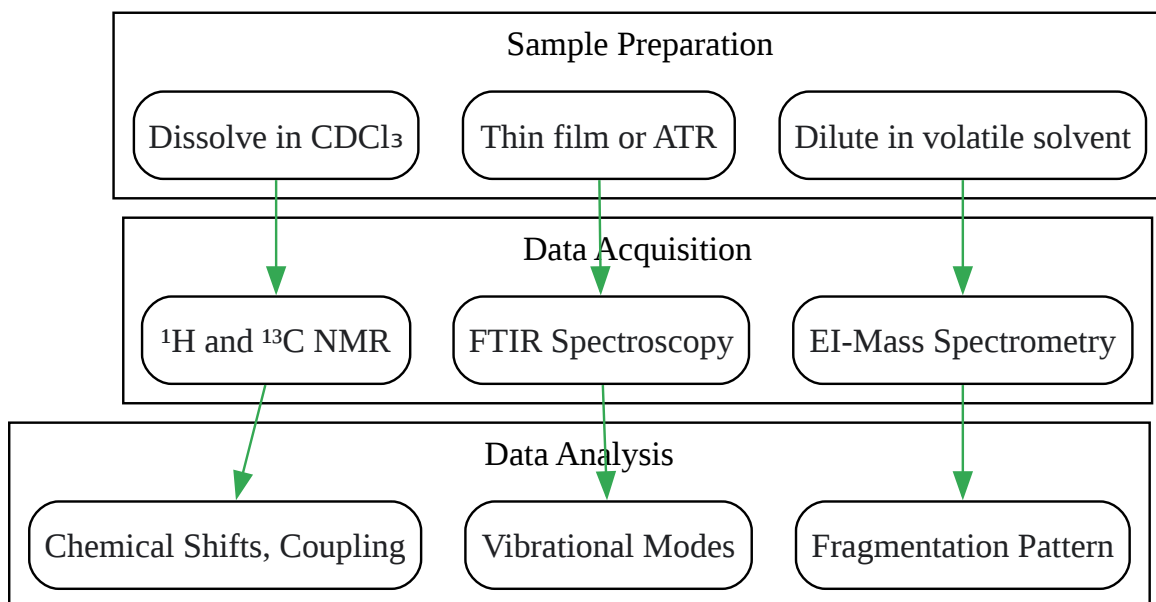 Sample Preparation
Dissolve in CDCl₃
Thin film or ATR
Dilute in volatile solvent
Data Acquisition
¹H and ¹³C NMR
FTIR Spectroscopy
EI-Mass Spectrometry
Data Analysis
Chemical Shifts, Coupling
Vibrational Modes
Fragmentation Pattern